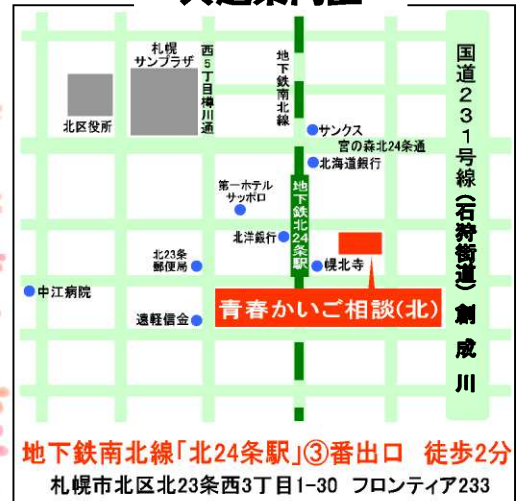 札幌
サンプラザ
北区役所
西5丁目樽川通
地下鉄南北線
サンクス
宮の森北24条通
北海道銀行
国道231号線(石狩街道) 創成川
第一ホテル
サッポロ
北洋銀行
地下鉄北24条駅
北23条
郵便局
幌北寺
中江病院
遠軽信金
青春かいご相談(北)
地下鉄南北線「北24条駅」③番出口 徒歩2分
札幌市北区北23条西3丁目1-30 フロンティア233